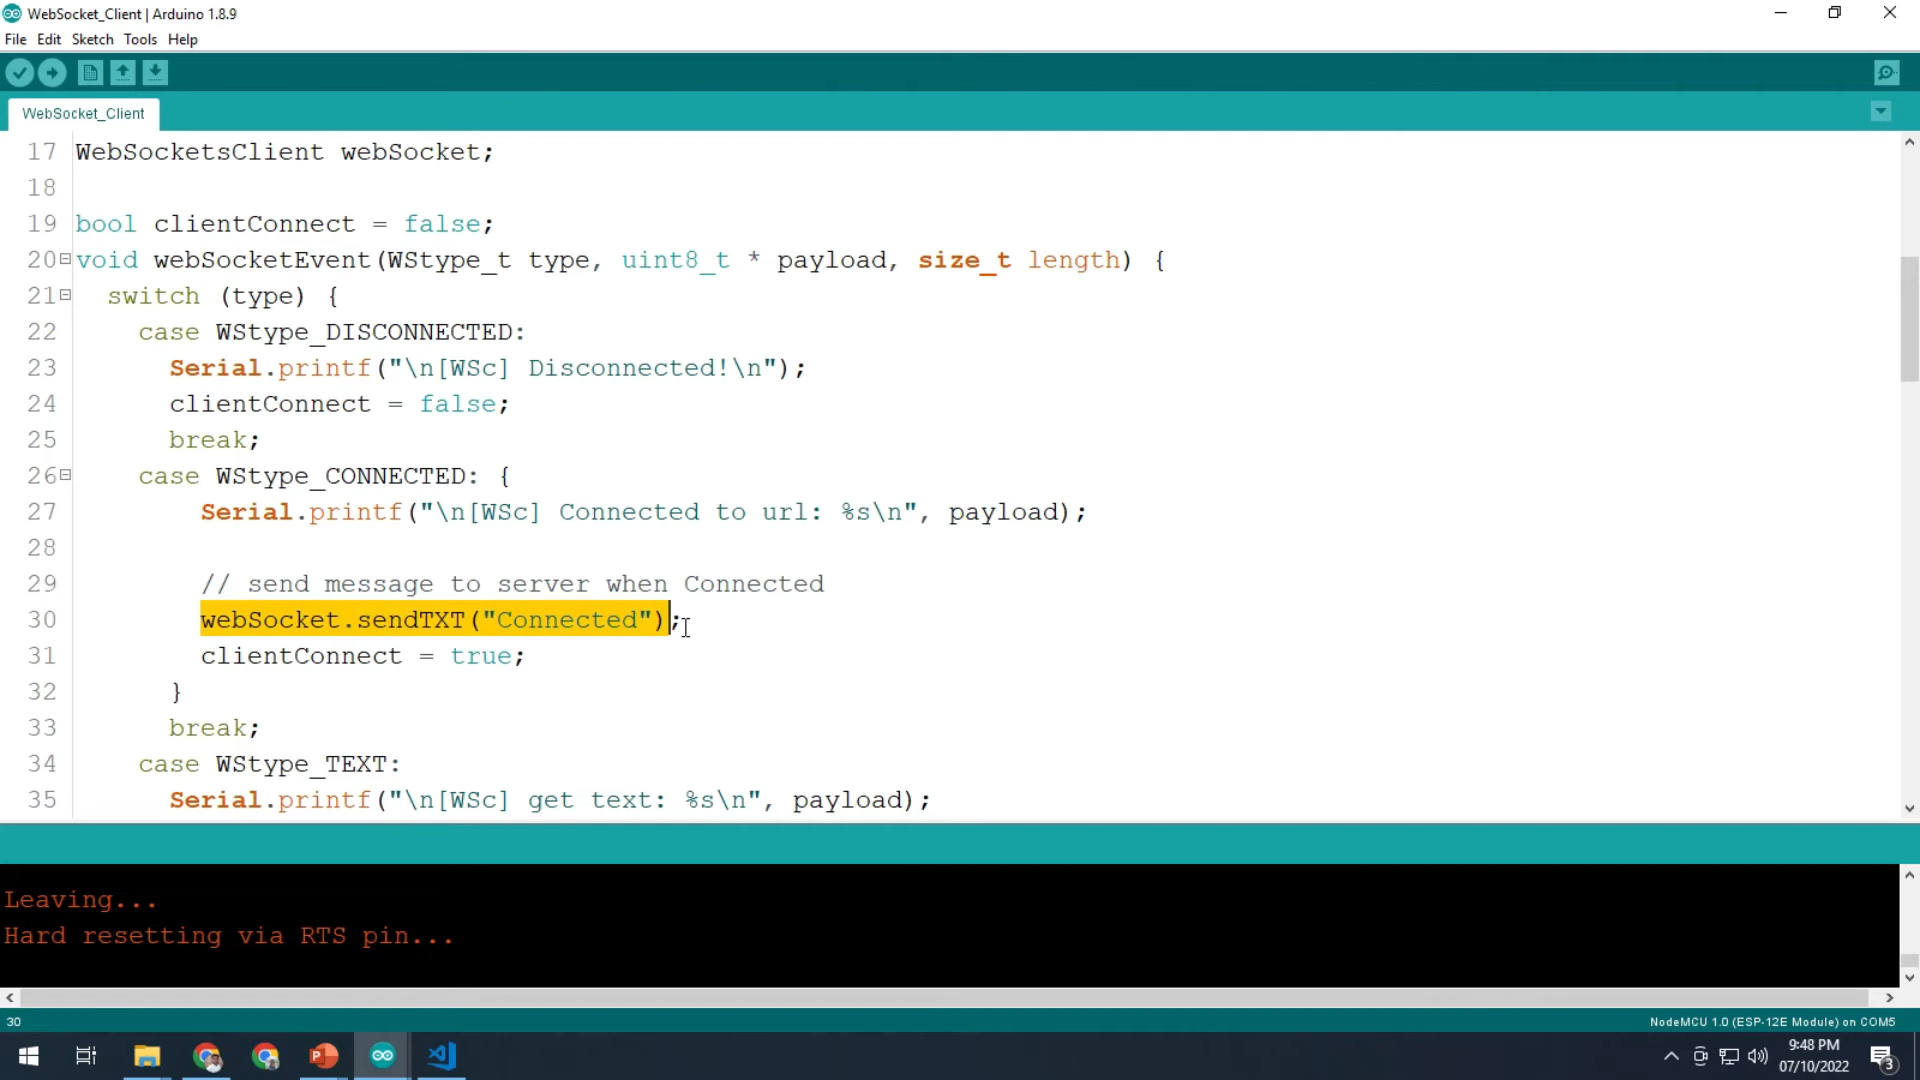 WebSocket_Client | Arduino 1.8.9
File Edit Sketch Tools Help
WebSocket_Client
17 WebSocketsClient webSocket;
18
19 bool clientConnect = false;
20 void webSocketEvent(WStype_t type, uint8_t * payload, size_t length) {
21 switch (type) {
22 case WStype_DISCONNECTED:
23 Serial.printf("\n[WSc] Disconnected!\n");
24 clientConnect = false;
25 break;
26 case WStype_CONNECTED: {
27 Serial.printf("\n[WSc] Connected to url: %s\n", payload);
28
29 // send message to server when Connected
30 webSocket.sendTXT("Connected");
31 clientConnect = true;
32 }
33 break;
34 case WStype_TEXT:
35 Serial.printf("\n[WSc] get text: %s\n", payload);
Leaving...
Hard resetting via RTS pin...
30
NodeMCU 1.0 (ESP-12E Module) on COM5
9:48 PM
07/10/2022
3